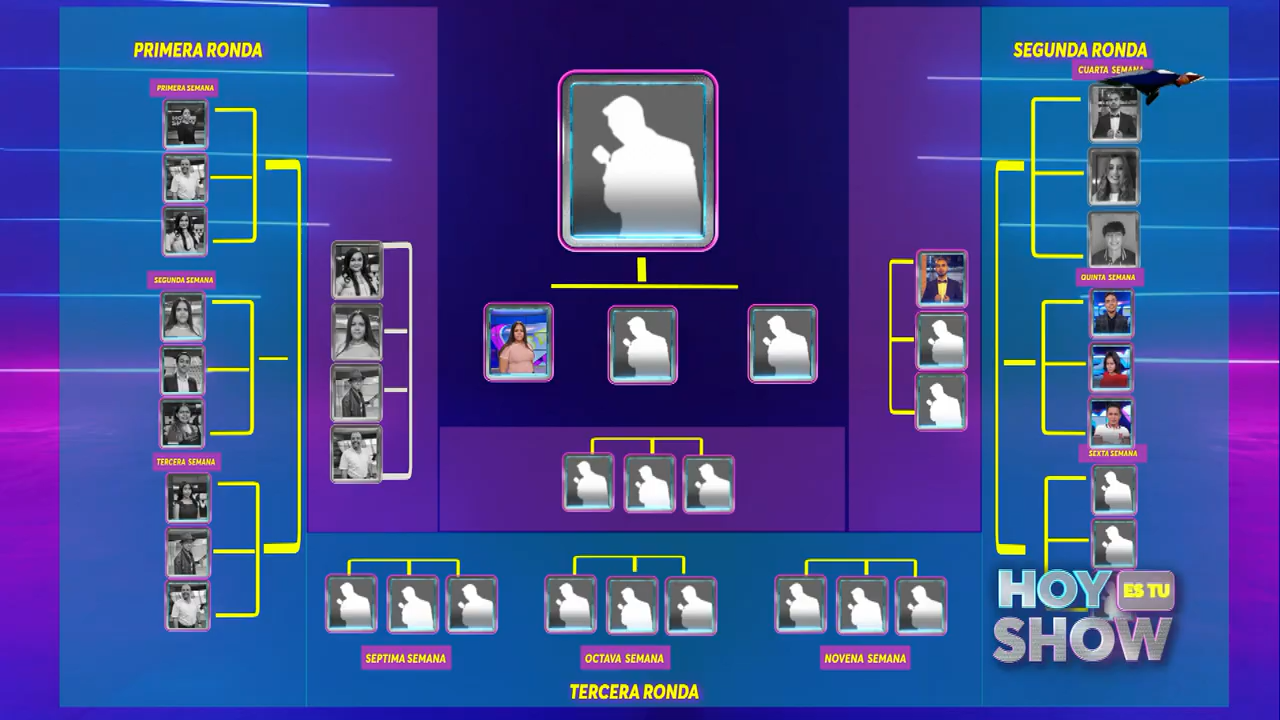 PRIMERA RONDA
PRIMERA SEMANA
SEGUNDA SEMANA
TERCERA SEMANA
SEGUNDA RONDA
CUARTA SEMANA
QUINTA SEMANA
SEXTA SEMANA
SEPTIMA SEMANA
OCTAVA SEMANA
NOVENA SEMANA
TERCERA RONDA
HOY ES TU
SHOW